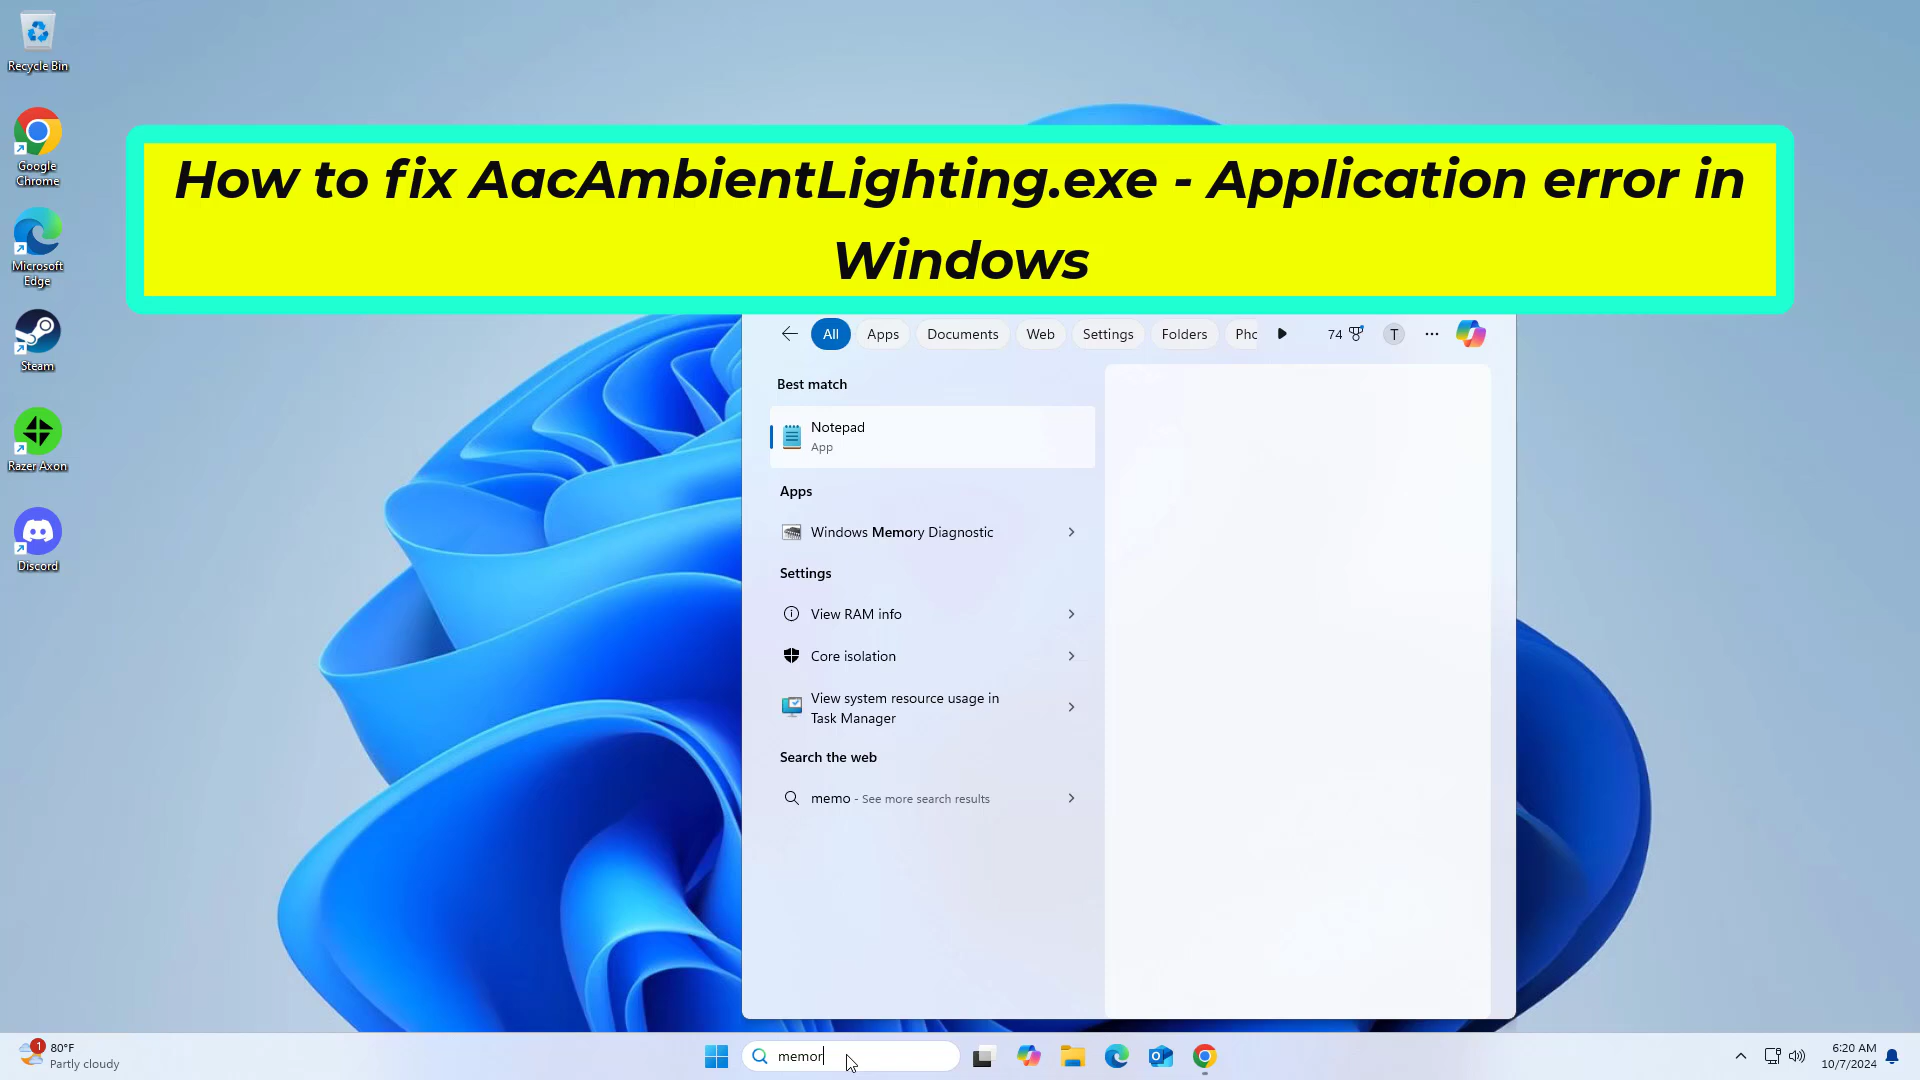 Recycle Bin
Google
Chrome
Microsoft
Edge
Steam
Razer Axon
Discord
How to fix AacAmbientLighting.exe - Application error in
Windows
All Apps Documents Web Settings Folders Phc 74 T ...
Best match
Notepad
App
Apps
Windows Memory Diagnostic
Settings
View RAM info
Core isolation
View system resource usage in
Task Manager
Search the web
memo - See more search results
1
80°F
Partly cloudy
memor
6:20 AM
10/7/2024